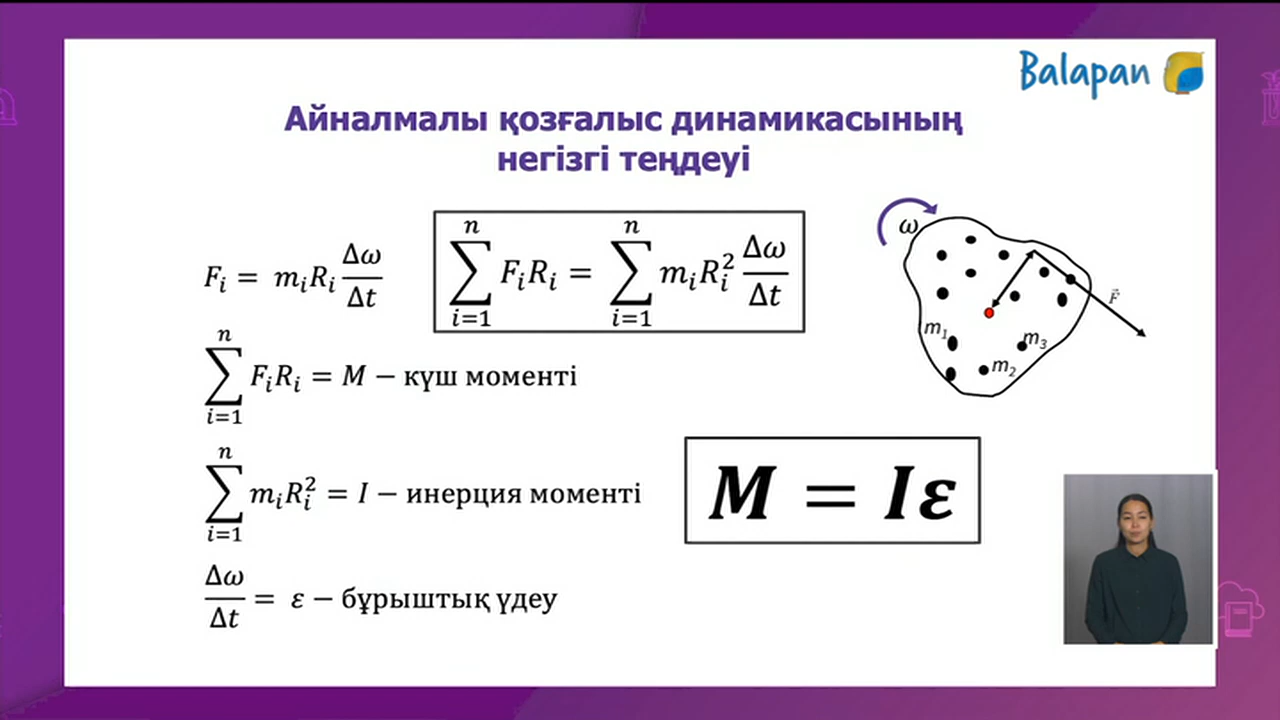 Balapan
Айналмалы қозғалыс динамикасының
негізгі теңдеуі
F_i = m_i R_i Δω/Δt
∑_{i=1}^{n} F_i R_i = ∑_{i=1}^{n} m_i R_i^2 Δω/Δt
∑_{i=1}^{n} F_i R_i = M − күш моменті
∑_{i=1}^{n} m_i R_i^2 = I − инерция моменті
Δω/Δt = ε − бұрыштық үдеу
M = Iε
ω
F⃗
m_1
m_3
m_2